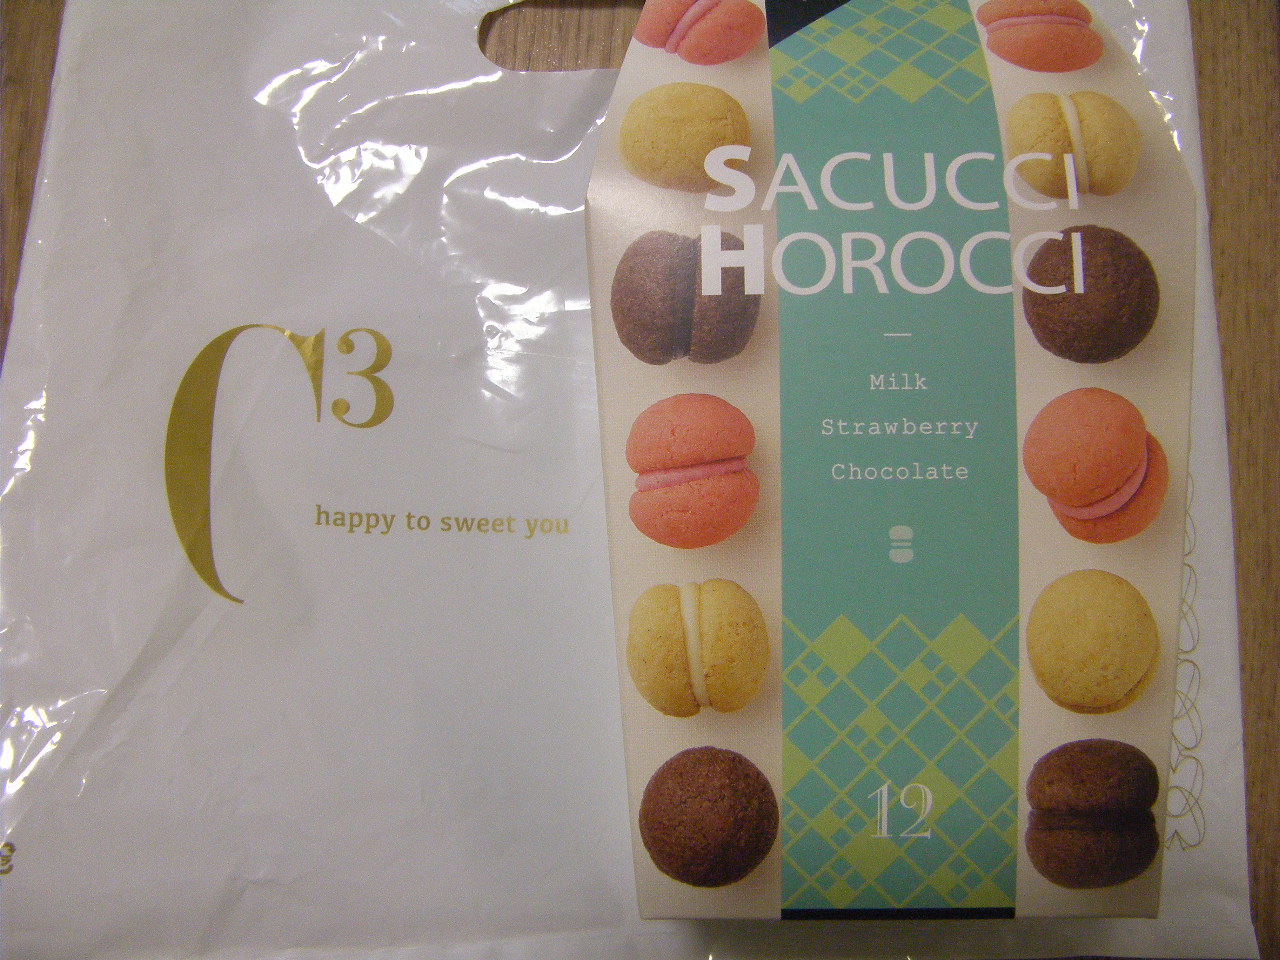 C3
happy to sweet you
SACUCCI
HOROCCI
Milk
Strawberry
Chocolate
12